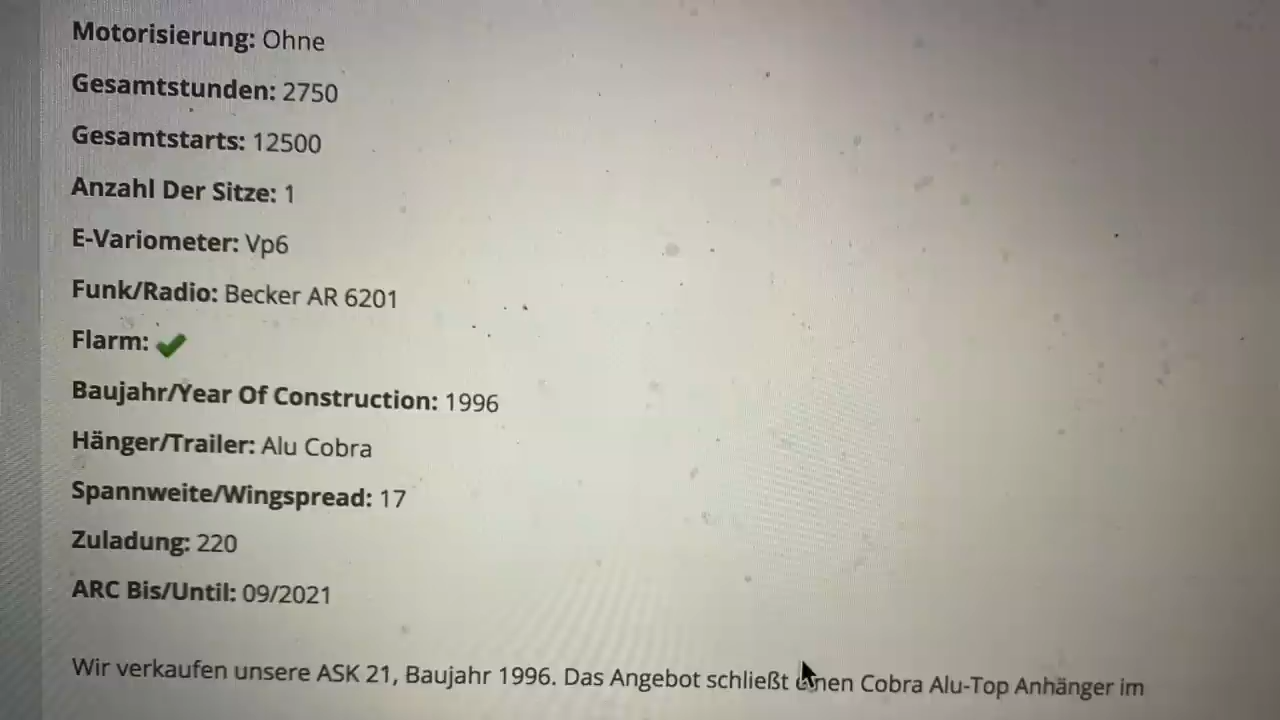 Motorisierung: Ohne
Gesamtstunden: 2750
Gesamtstarts: 12500
Anzahl Der Sitze: 1
E-Variometer: Vp6
Funk/Radio: Becker AR 6201
Flarm:
Baujahr/Year Of Construction: 1996
Hänger/Trailer: Alu Cobra
Spannweite/Wingspread: 17
Zuladung: 220
ARC Bis/Until: 09/2021
Wir verkaufen unsere ASK 21, Baujahr 1996. Das Angebot schließt einen Cobra Alu-Top Anhänger im